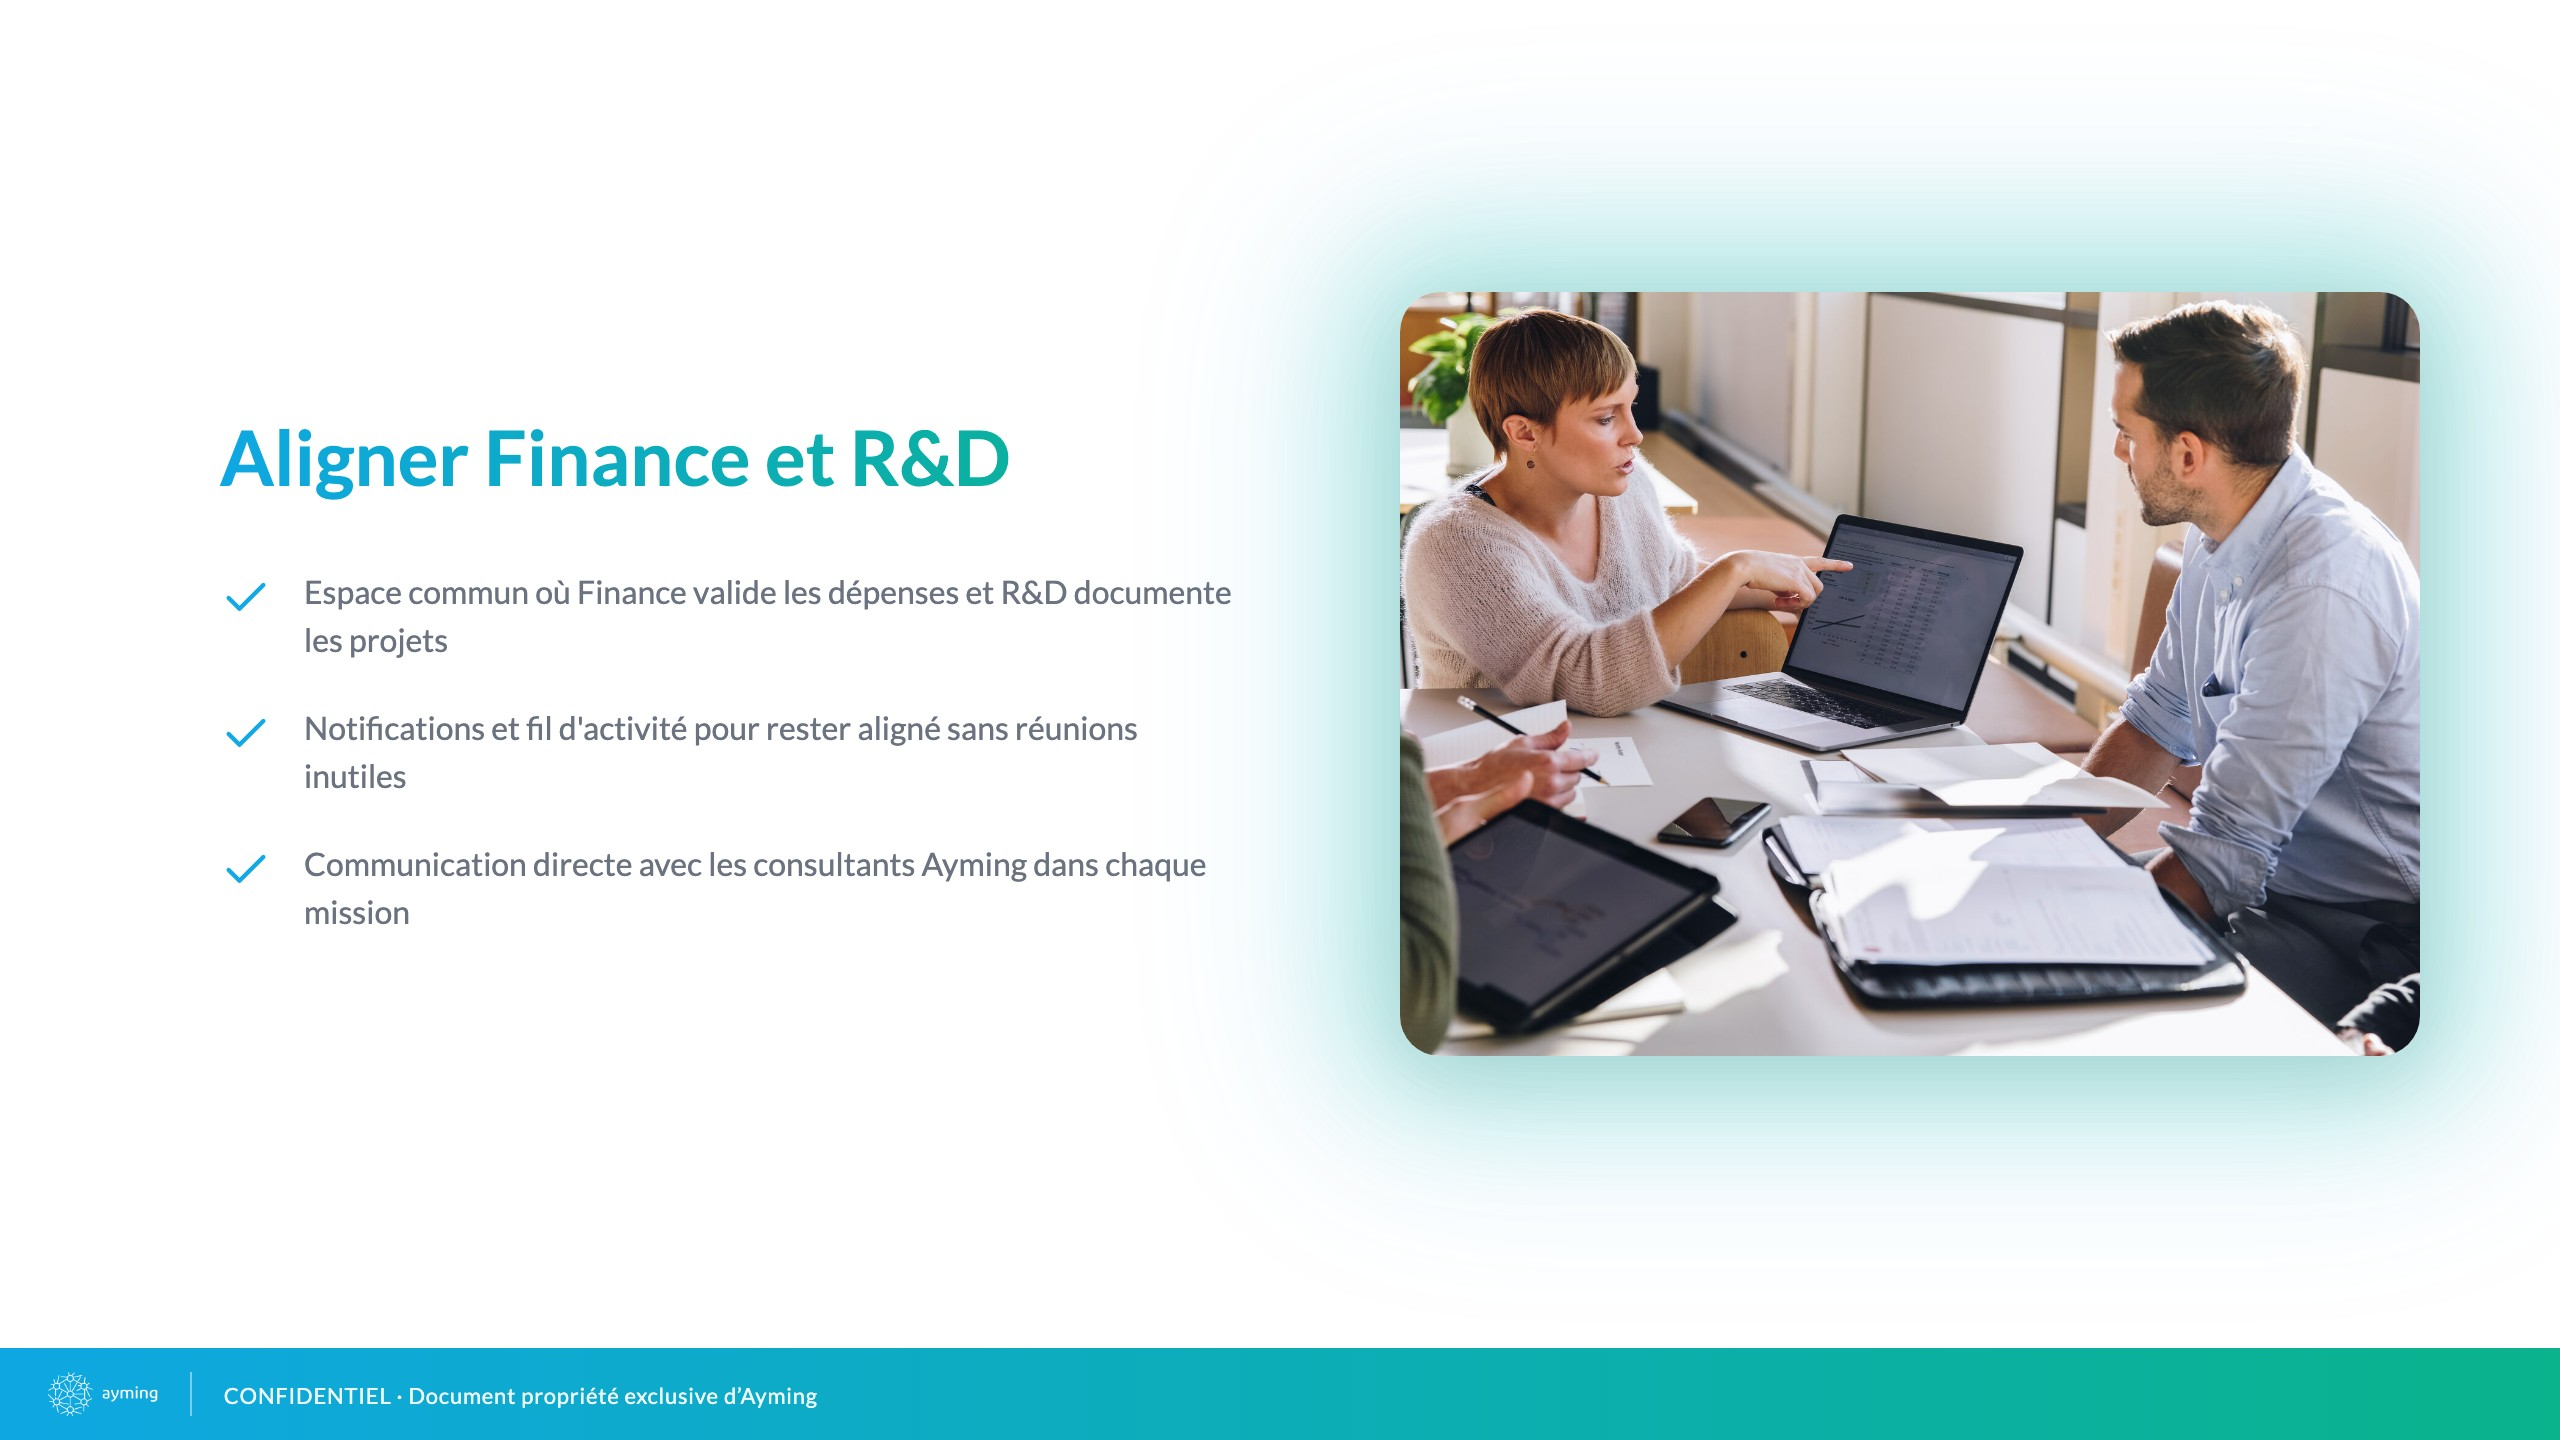 Aligner Finance et R&D
Espace commun où Finance valide les dépenses et R&D documente
les projets
Notifications et fil d'activité pour rester aligné sans réunions
inutiles
Communication directe avec les consultants Ayming dans chaque
mission
ayming
CONFIDENTIEL · Document propriété exclusive d’Ayming